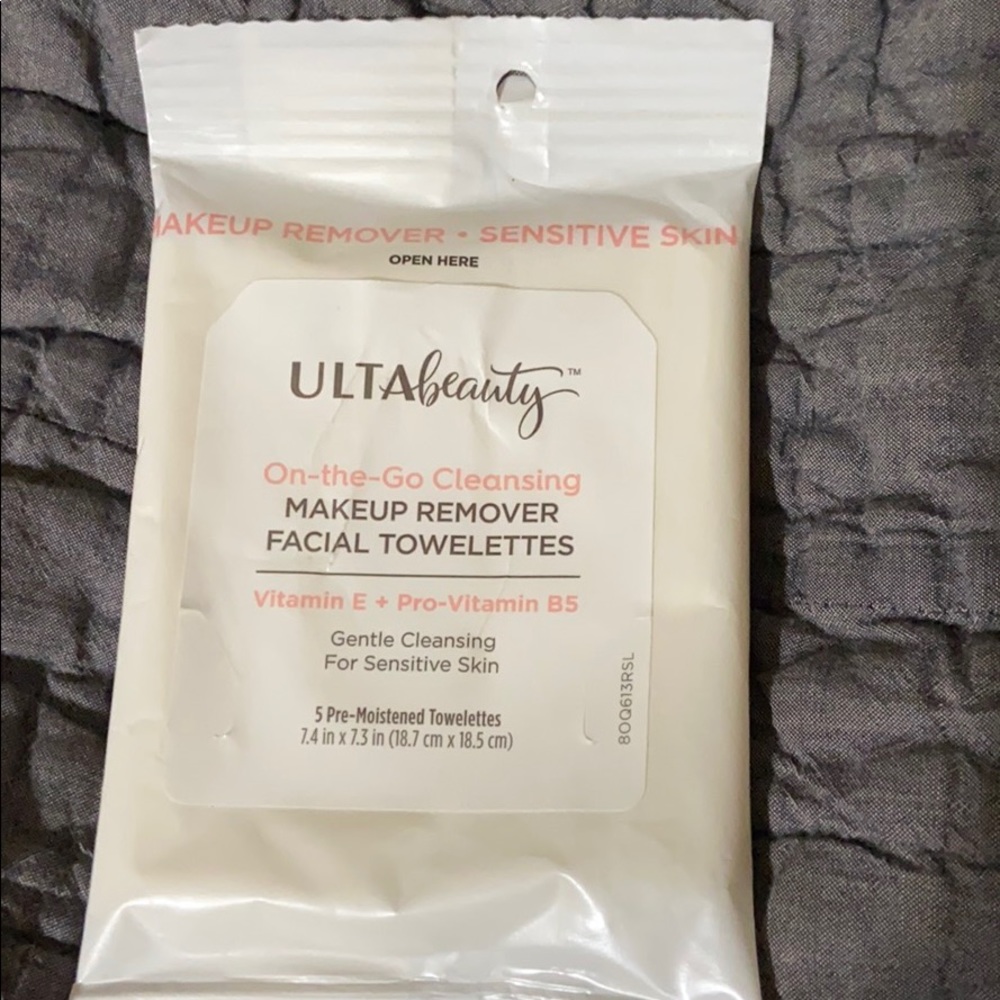 MAKEUP REMOVER • SENSITIVE SKIN
OPEN HERE
ULTAbeauty™
On-the-Go Cleansing
MAKEUP REMOVER
FACIAL TOWELETTES
Vitamin E + Pro-Vitamin B5
Gentle Cleansing
For Sensitive Skin
5 Pre-Moistened Towelettes
7.4 in x 7.3 in (18.7 cm x 18.5 cm)
80Q613RSL